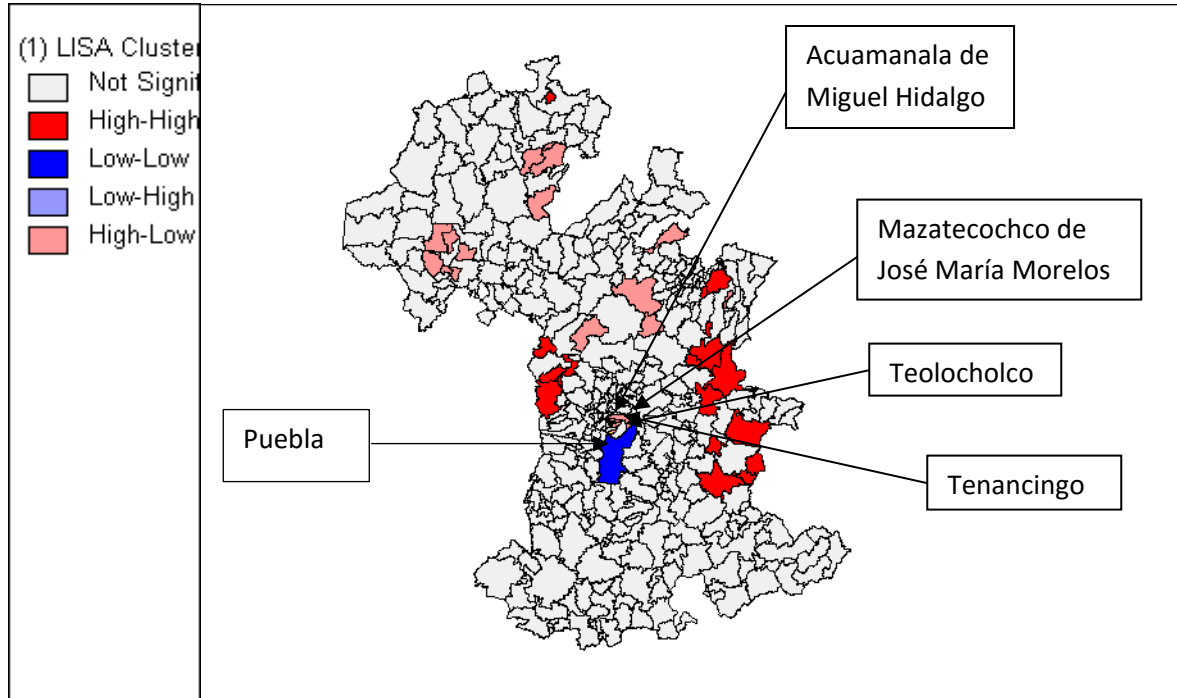 (1) LISA Cluster
Not Signif
High-High
Low-Low
Low-High
High-Low
Acuamanala de
Miguel Hidalgo
Mazatecochco de
José María Morelos
Teolocholco
Puebla
Tenancingo